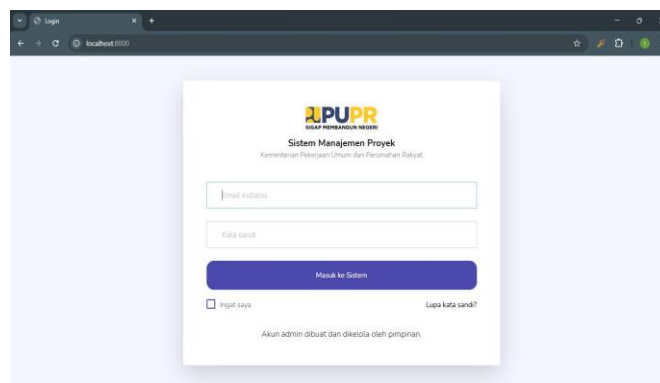 Login
localhost:8000
PUPR
SIGAP MEMBANGUN NEGERI
Sistem Manajemen Proyek
Kementerian Pekerjaan Umum dan Perumahan Rakyat
Email instansi
Kata sandi
Masuk ke Sistem
Ingat saya Lupa kata sandi?
Akun admin dibuat dan dikelola oleh pimpinan.